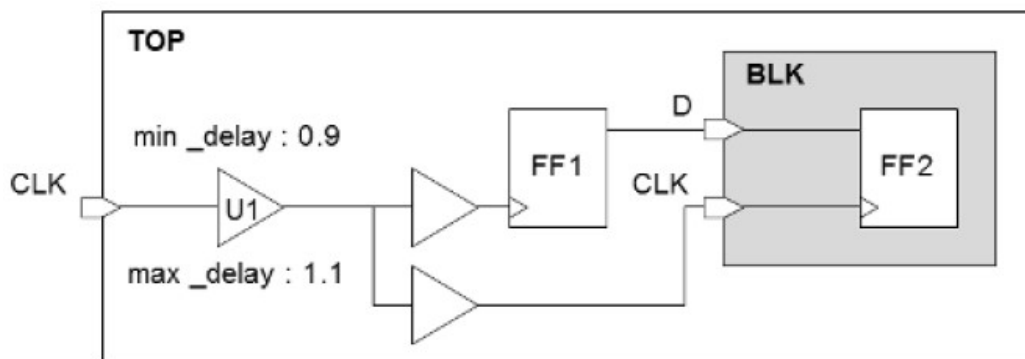 TOP
BLK
D
min _delay : 0.9
FF1
FF2
CLK
CLK
U1
max _delay : 1.1